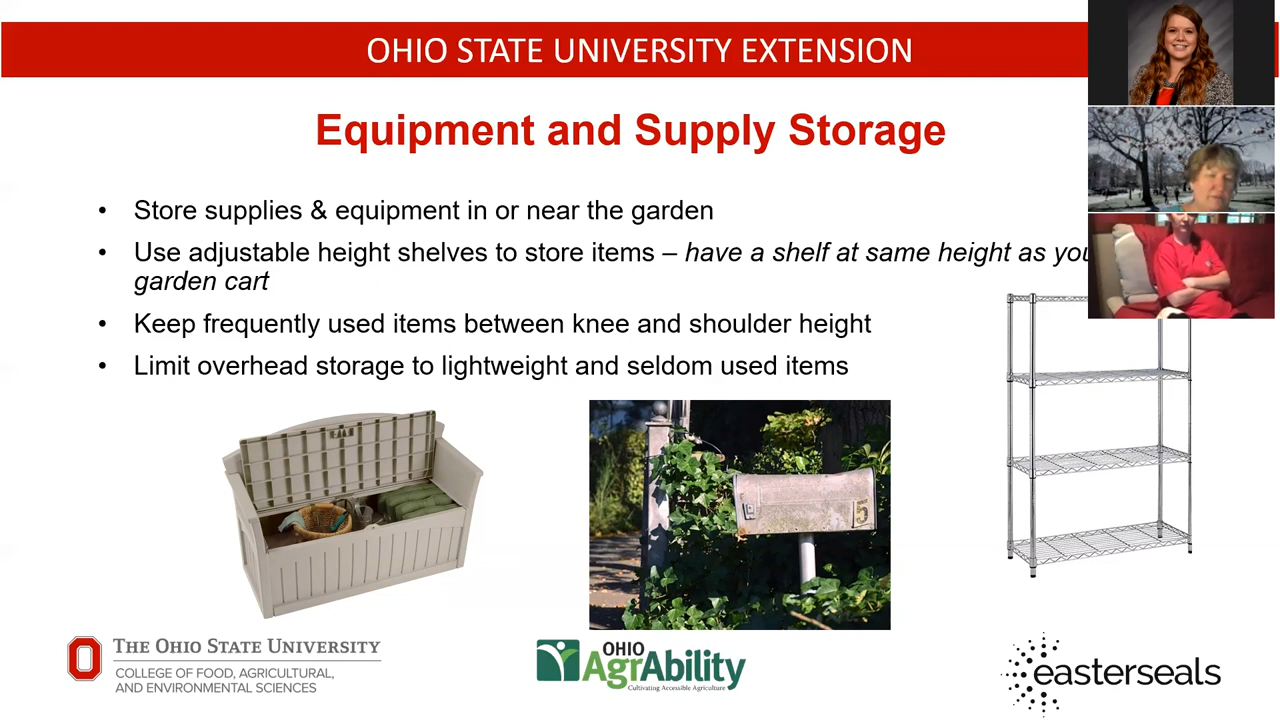 OHIO STATE UNIVERSITY EXTENSION
Equipment and Supply Storage
• Store supplies & equipment in or near the garden
• Use adjustable height shelves to store items – have a shelf at same height as you
garden cart
• Keep frequently used items between knee and shoulder height
• Limit overhead storage to lightweight and seldom used items
5
THE OHIO STATE UNIVERSITY
COLLEGE OF FOOD, AGRICULTURAL,
AND ENVIRONMENTAL SCIENCES
OHIO
AgrAbility
Cultivating Accessible Agriculture
easterseals